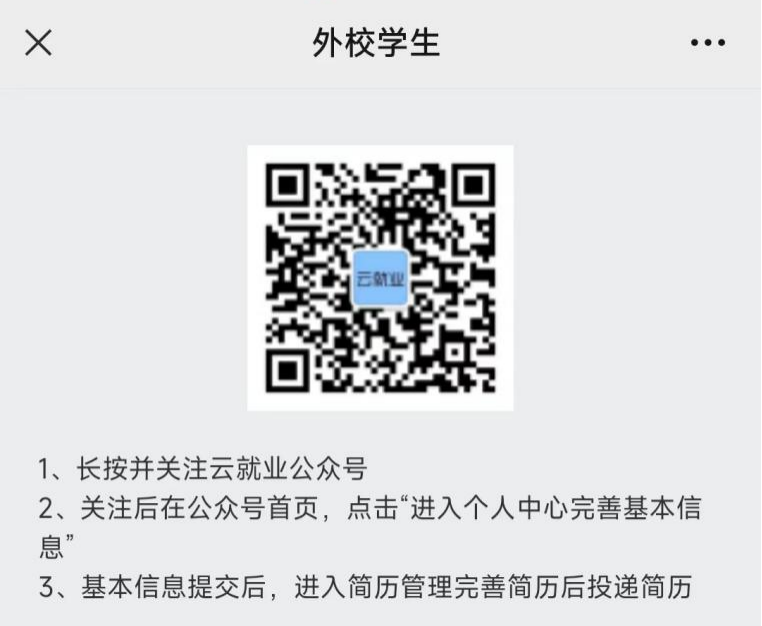 外校学生
云就业
1、长按并关注云就业公众号
2、关注后在公众号首页，点击“进入个人中心完善基本信
息”
3、基本信息提交后，进入简历管理完善简历后投递简历